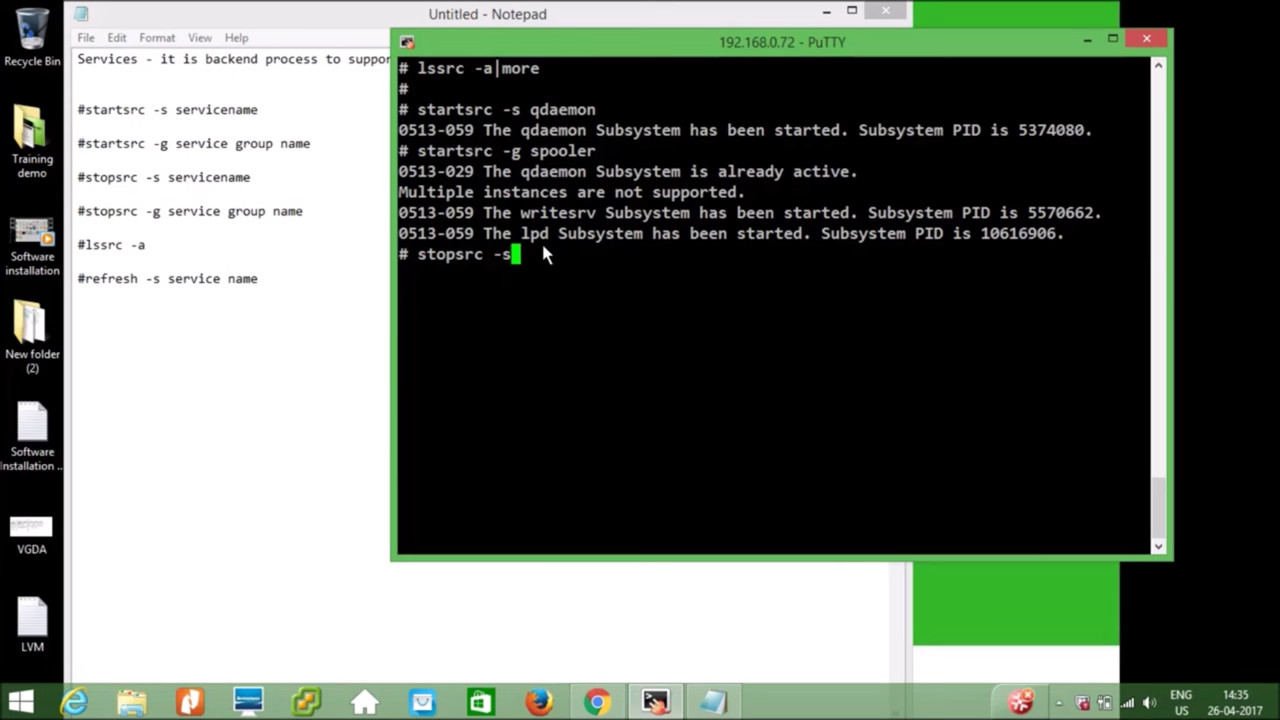 Recycle Bin
Training
demo
Software
installation
New folder
(2)
Software
Installation ..
VGDA
LVM
Untitled - Notepad
File Edit Format View Help
Services - it is backend process to suppor
#startsrc -s servicename
#startsrc -g service group name
#stopsrc -s servicename
#stopsrc -g service group name
#lssrc -a
#refresh -s service name
192.168.0.72 - PuTTY
# lssrc -a|more
#
# startsrc -s qdaemon
0513-059 The qdaemon Subsystem has been started. Subsystem PID is 5374080.
# startsrc -g spooler
0513-029 The qdaemon Subsystem is already active.
Multiple instances are not supported.
0513-059 The writesrv Subsystem has been started. Subsystem PID is 5570662.
0513-059 The lpd Subsystem has been started. Subsystem PID is 10616906.
# stopsrc -s
ENG
US
14:35
26-04-2017